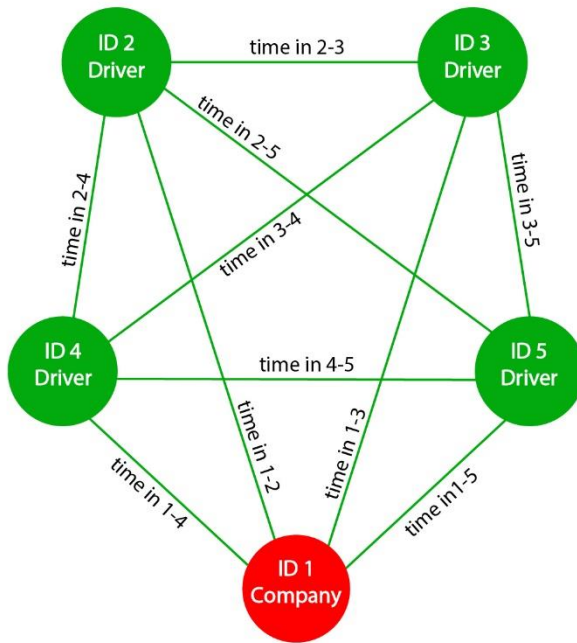 ID 2
Driver
time in 2-3
ID 3
Driver
time in 2-5
time in 2-4
time in 3-4
time in 3-5
ID 4
Driver
time in 4-5
ID 5
Driver
time in 1-4
time in 1-2
time in 1-3
time in1-5
ID 1
Company